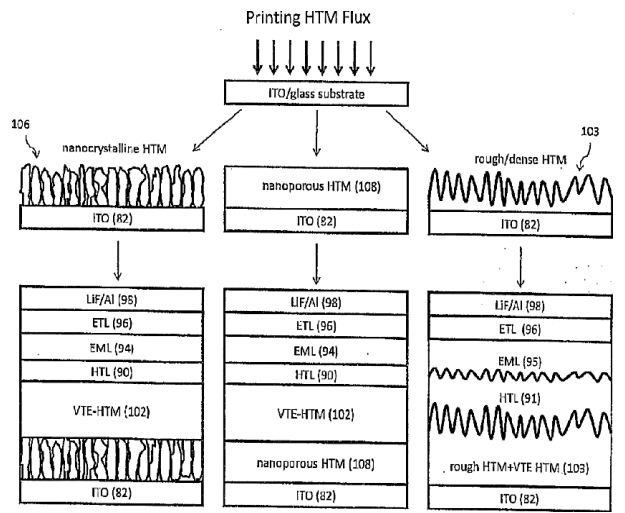 Printing HTM Flux
ITO/glass substrate
106
nanocrystalline HTM
ITO (82)
nanoporous HTM (108)
ITO (82)
103
rough/dense HTM
ITO (82)
LiF/Al (98)
ETL (96)
EML (94)
HTL (90)
VTE-HTM (102)
ITO (82)
LiF/Al (98)
ETL (96)
EML (94)
HTL (90)
VTE-HTM (102)
nanoporous HTM (108)
ITO (82)
LiF/Al (98)
ETL (96)
EML (95)
HTL (91)
rough HTM+VTE HTM (103)
ITO (82)